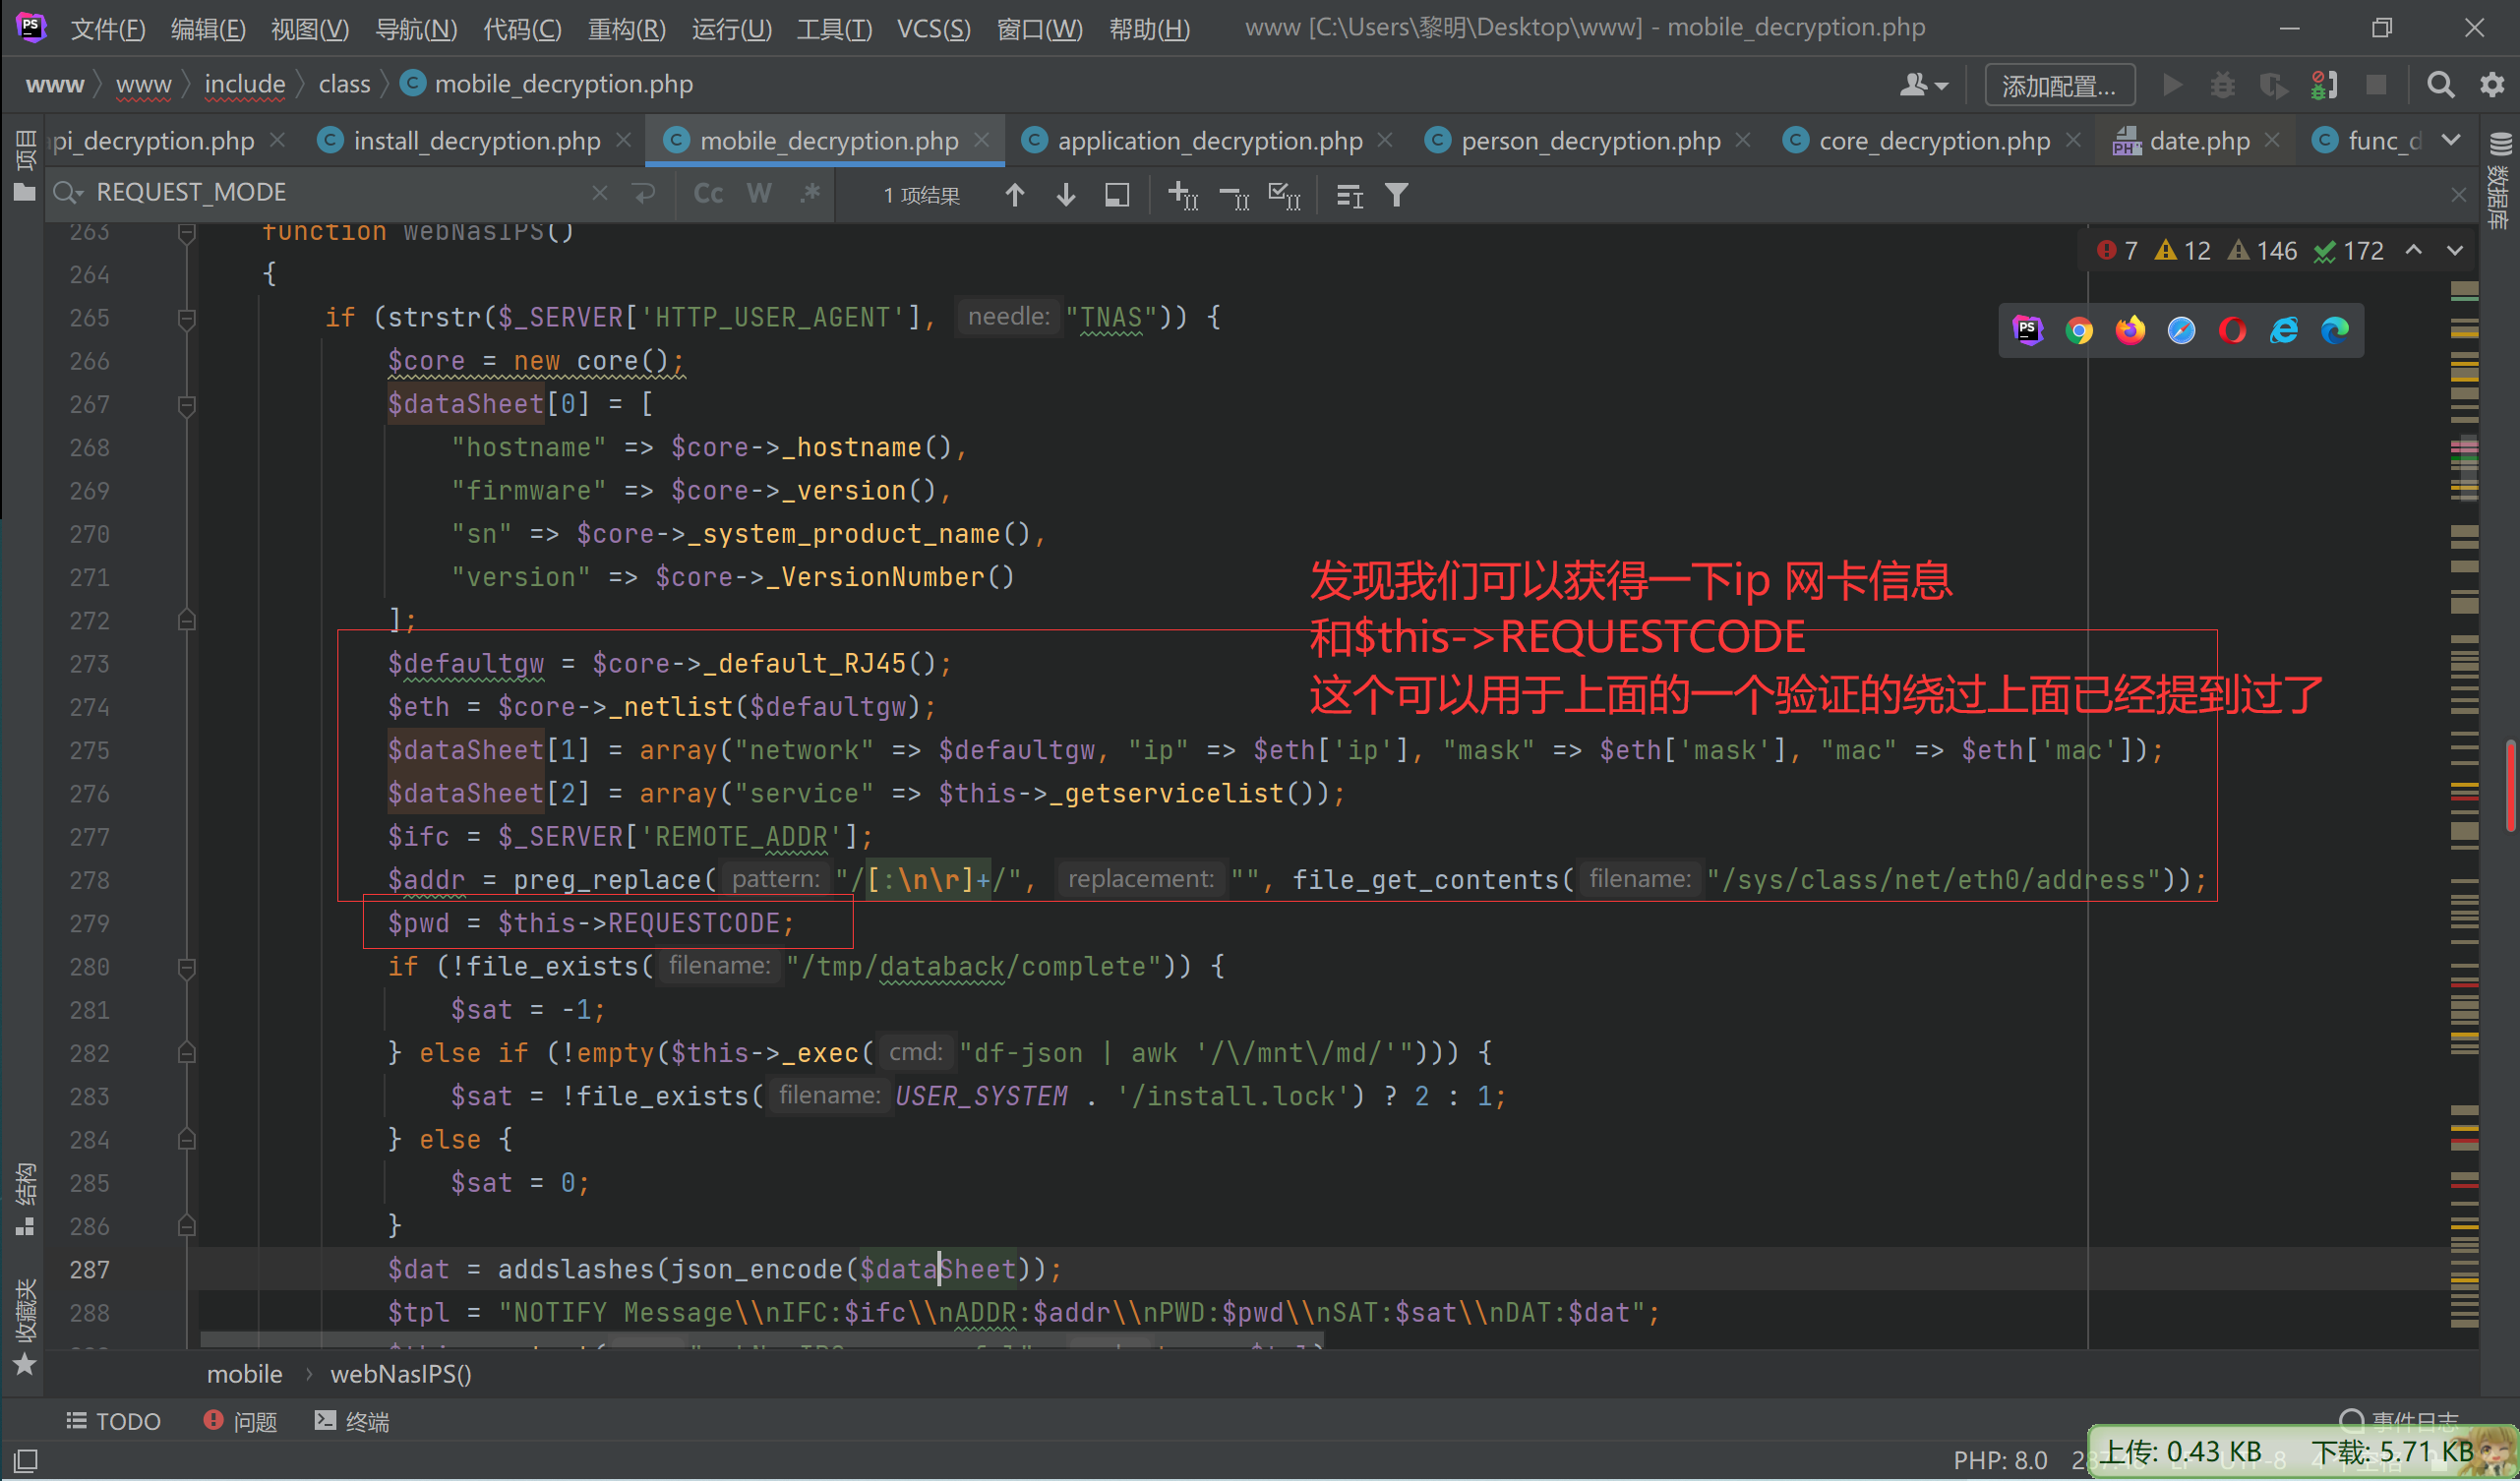 文件(F) 编辑(E) 视图(V) 导航(N) 代码(C) 重构(R) 运行(U) 工具(T) VCS(S) 窗口(W) 帮助(H) www [C:\Users\黎明\Desktop\www] - mobile_decryption.php
www www include class mobile_decryption.php 添加配置...
pi_decryption.php install_decryption.php mobile_decryption.php application_decryption.php person_decryption.php core_decryption.php date.php func_d
REQUEST_MODE Cc W .* 1 项结果
7 12 146 172
263 function webNasIPS()
264 {
265 if (strstr($_SERVER['HTTP_USER_AGENT'], needle: "TNAS")) {
266 $core = new core();
267 $dataSheet[0] = [
268 "hostname" => $core->_hostname(),
269 "firmware" => $core->_version(),
270 "sn" => $core->_system_product_name(),
271 "version" => $core->_VersionNumber()
272 ];
发现我们可以获得一下ip 网卡信息
和$this->REQUESTCODE
这个可以用于上面的一个验证的绕过上面已经提到过了
273 $defaultgw = $core->_default_RJ45();
274 $eth = $core->_netlist($defaultgw);
275 $dataSheet[1] = array("network" => $defaultgw, "ip" => $eth['ip'], "mask" => $eth['mask'], "mac" => $eth['mac']);
276 $dataSheet[2] = array("service" => $this->_getservicelist());
277 $ifc = $_SERVER['REMOTE_ADDR'];
278 $addr = preg_replace( pattern: "/[:\n\r]+/", replacement: "", file_get_contents( filename: "/sys/class/net/eth0/address"));
279 $pwd = $this->REQUESTCODE;
280 if (!file_exists( filename: "/tmp/databack/complete")) {
281 $sat = -1;
282 } else if (!empty($this->_exec( cmd: "df-json | awk '/\/mnt\/md/'"))) {
283 $sat = !file_exists( filename: USER_SYSTEM . '/install.lock') ? 2 : 1;
284 } else {
285 $sat = 0;
286 }
287 $dat = addslashes(json_encode($dataSheet));
288 $tpl = "NOTIFY Message\\nIFC:$ifc\\nADDR:$addr\\nPWD:$pwd\\nSAT:$sat\\nDAT:$dat";
mobile webNasIPS()
TODO 问题 终端 事件日志
PHP: 8.0
上传: 0.43 KB 下载: 5.71 KB
项目
结构
收藏夹
数据库